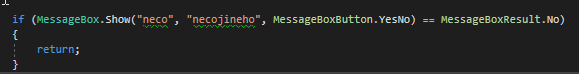 if (MessageBox.Show("neco", "necojineho", MessageBoxButton.YesNo) == MessageBoxResult.No)
{
return;
}